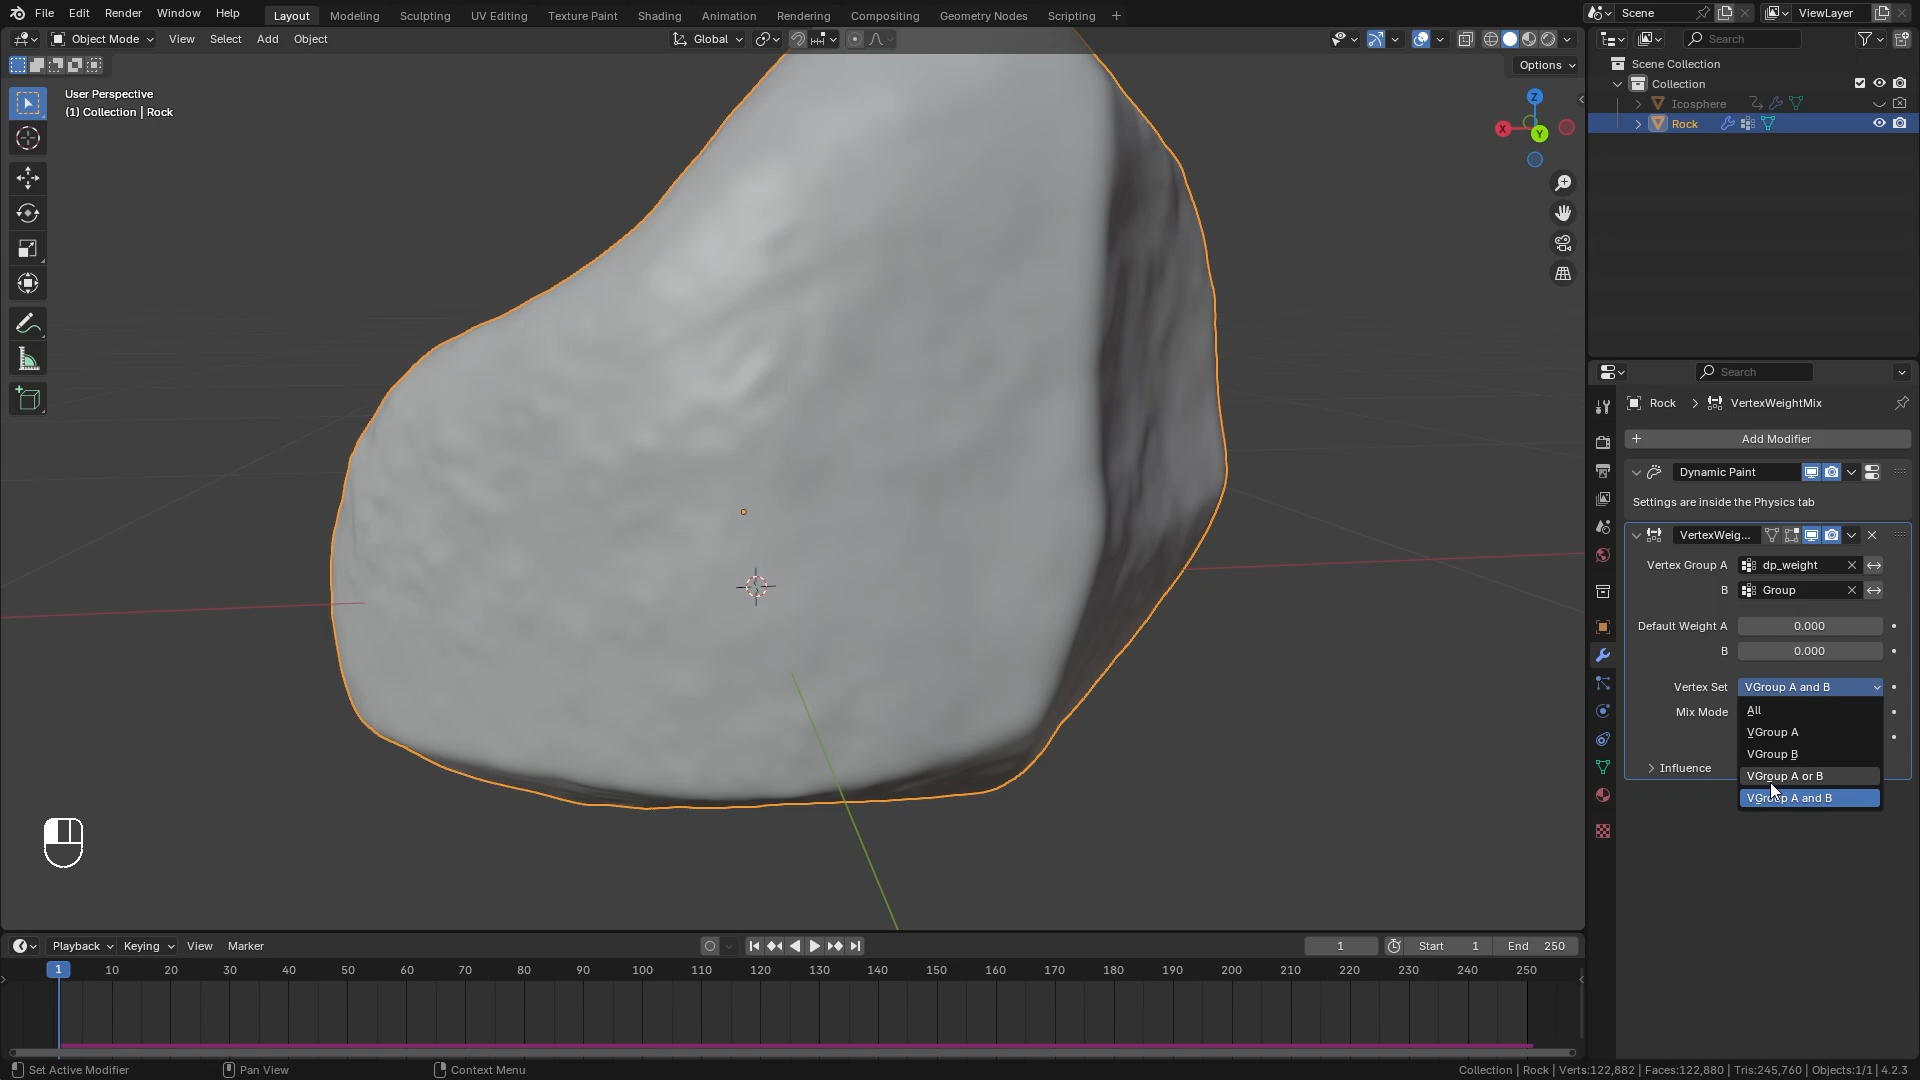 File Edit Render Window Help Layout Modeling Sculpting UV Editing Texture Paint Shading Animation Rendering Compositing Geometry Nodes Scripting Scene ViewLayer
Object Mode View Select Add Object Global Search
Options
User Perspective
(1) Collection | Rock
Z
X
Y
Scene Collection
Collection
Icosphere
Rock
Search
Rock > VertexWeightMix
+ Add Modifier
Dynamic Paint
Settings are inside the Physics tab
VertexWeig...
Vertex Group A dp_weight
B Group
Default Weight A 0.000
B 0.000
Vertex Set VGroup A and B
Mix Mode
All
VGroup A
VGroup B
Influence
VGroup A or B
VGroup A and B
Playback Keying View Marker 1 Start 1 End 250
1 10 20 30 40 50 60 70 80 90 100 110 120 130 140 150 160 170 180 190 200 210 220 230 240 250
Set Active Modifier Pan View Context Menu Collection | Rock | Verts:122,882 | Faces:122,880 | Tris:245,760 | Objects:1/1 | 4.2.3